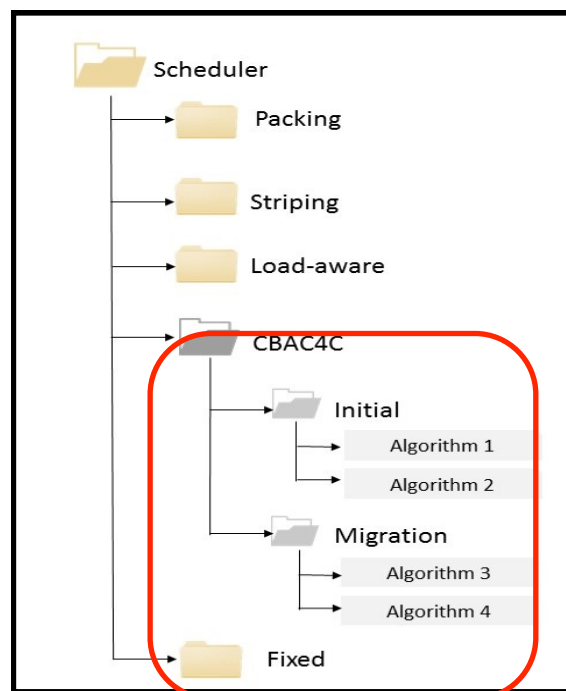 Scheduler
Packing
Striping
Load-aware
CBAC4C
Initial
Algorithm 1
Algorithm 2
Migration
Algorithm 3
Algorithm 4
Fixed